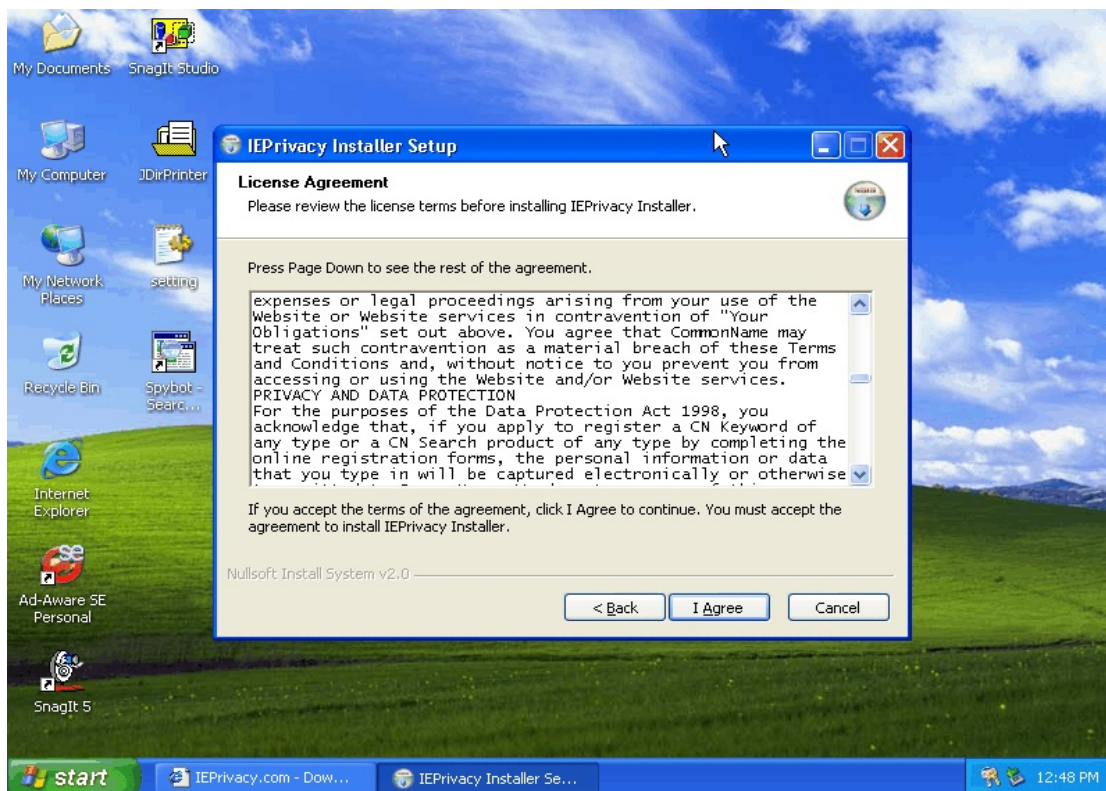 My Documents
SnagIt Studio
My Computer
JDirPrinter
My Network
Places
setting
Recycle Bin
Spybot -
Searc...
Internet
Explorer
Ad-Aware SE
Personal
SnagIt 5
IEPrivacy Installer Setup
License Agreement
Please review the license terms before installing IEPrivacy Installer.
Press Page Down to see the rest of the agreement.
expenses or legal proceedings arising from your use of the
Website or Website services in contravention of "Your
Obligations" set out above. You agree that CommonName may
treat such contravention as a material breach of these Terms
and Conditions and, without notice to you prevent you from
accessing or using the Website and/or Website services.
PRIVACY AND DATA PROTECTION
For the purposes of the Data Protection Act 1998, you
acknowledge that, if you apply to register a CN Keyword of
any type or a CN Search product of any type by completing the
online registration forms, the personal information or data
that you type in will be captured electronically or otherwise
If you accept the terms of the agreement, click I Agree to continue. You must accept the
agreement to install IEPrivacy Installer.
Nullsoft Install System v2.0
< Back
I Agree
Cancel
start
IEPrivacy.com - Dow...
IEPrivacy Installer Se...
12:48 PM